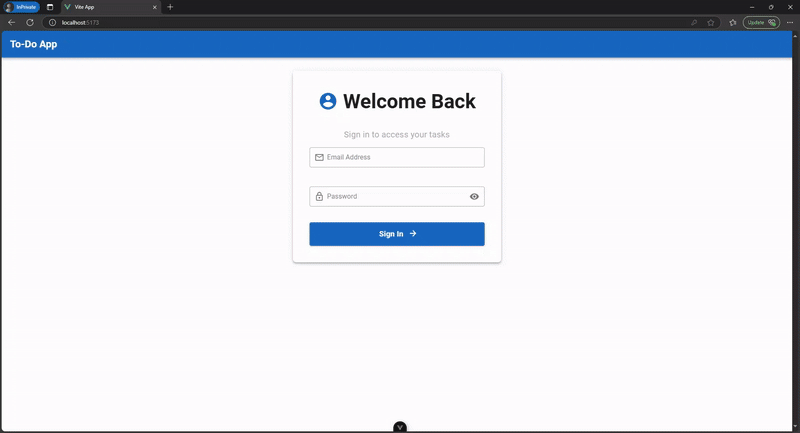 InPrivate
Vite App
localhost:5173
Update
To-Do App
Welcome Back
Sign in to access your tasks
Email Address
Password
Sign In